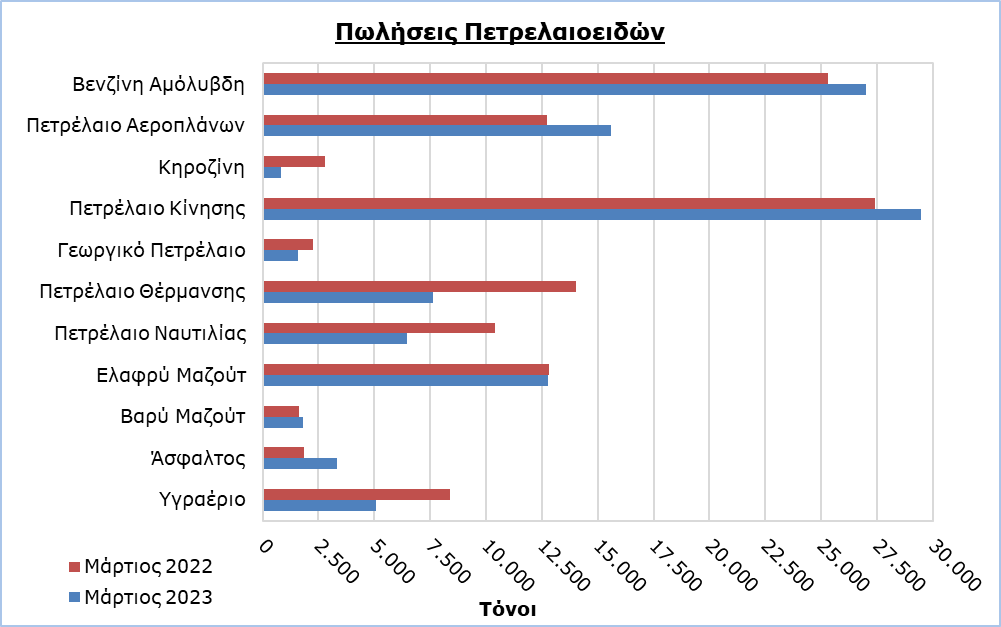 Πωλήσεις Πετρελαιοειδών
Βενζίνη Αμόλυβδη
Πετρέλαιο Αεροπλάνων
Κηροζίνη
Πετρέλαιο Κίνησης
Γεωργικό Πετρέλαιο
Πετρέλαιο Θέρμανσης
Πετρέλαιο Ναυτιλίας
Ελαφρύ Μαζούτ
Βαρύ Μαζούτ
Άσφαλτος
Υγραέριο
0 2.500 5.000 7.500 10.000 12.500 15.000 17.500 20.000 22.500 25.000 27.500 30.000
Μάρτιος 2022
Μάρτιος 2023
Τόνοι